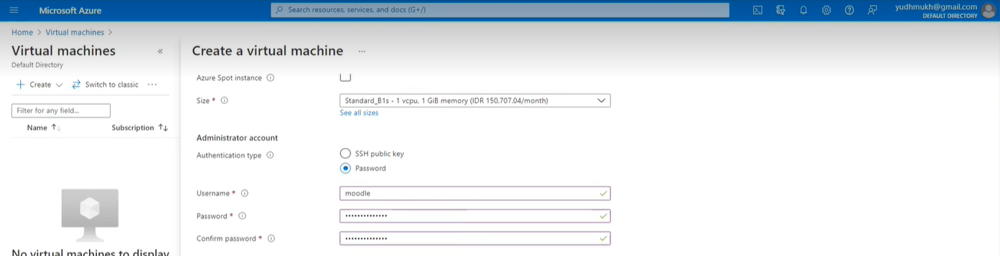 Microsoft Azure
Search resources, services, and docs (G+/)
yudhmukh@gmail.com
DEFAULT DIRECTORY
Home > Virtual machines >
Virtual machines «
Default Directory
Create a virtual machine ...
+ Create Switch to classic ...
Filter for any field...
Name ↑↓ Subscription ↑↓
No virtual machines to display
Azure Spot instance
Size *
Standard_B1s - 1 vcpu, 1 GiB memory (IDR 150,707.04/month)
See all sizes
Administrator account
Authentication type
SSH public key
Password
Username *
moodle
Password *
••••••••••••••
Confirm password *
••••••••••••••